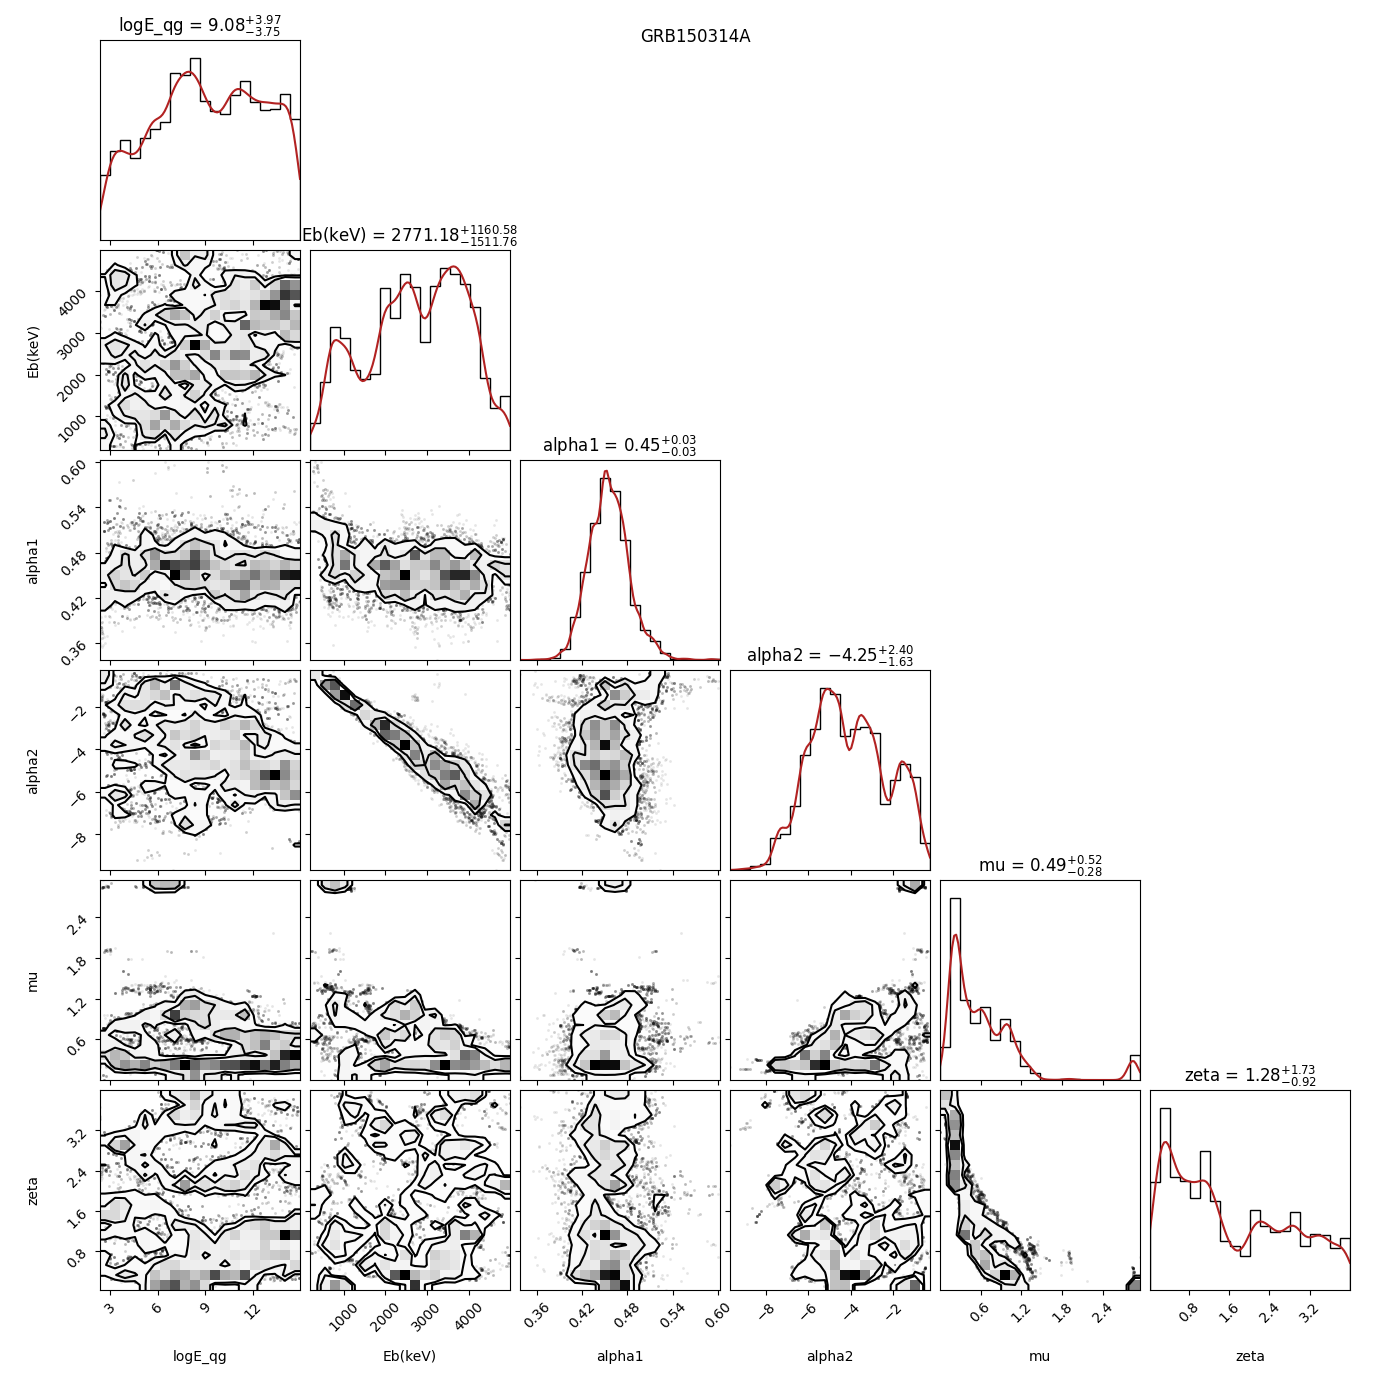 GRB150314A
logE_qg = 9.08 +3.97 −3.75
Eb(keV) = 2771.18 +1160.58 −1511.76
alpha1 = 0.45 +0.03 −0.03
alpha2 = −4.25 +2.40 −1.63
mu = 0.49 +0.52 −0.28
zeta = 1.28 +1.73 −0.92
Eb(keV)
4000
3000
2000
1000
alpha1
0.60
0.54
0.48
0.42
0.36
alpha2
−2
−4
−6
−8
mu
2.4
1.8
1.2
0.6
zeta
3.2
2.4
1.6
0.8
3 6 9 12
1000 2000 3000 4000
0.36 0.42 0.48 0.54 0.60
−8 −6 −4 −2
0.6 1.2 1.8 2.4
0.8 1.6 2.4 3.2
logE_qg
Eb(keV)
alpha1
alpha2
mu
zeta